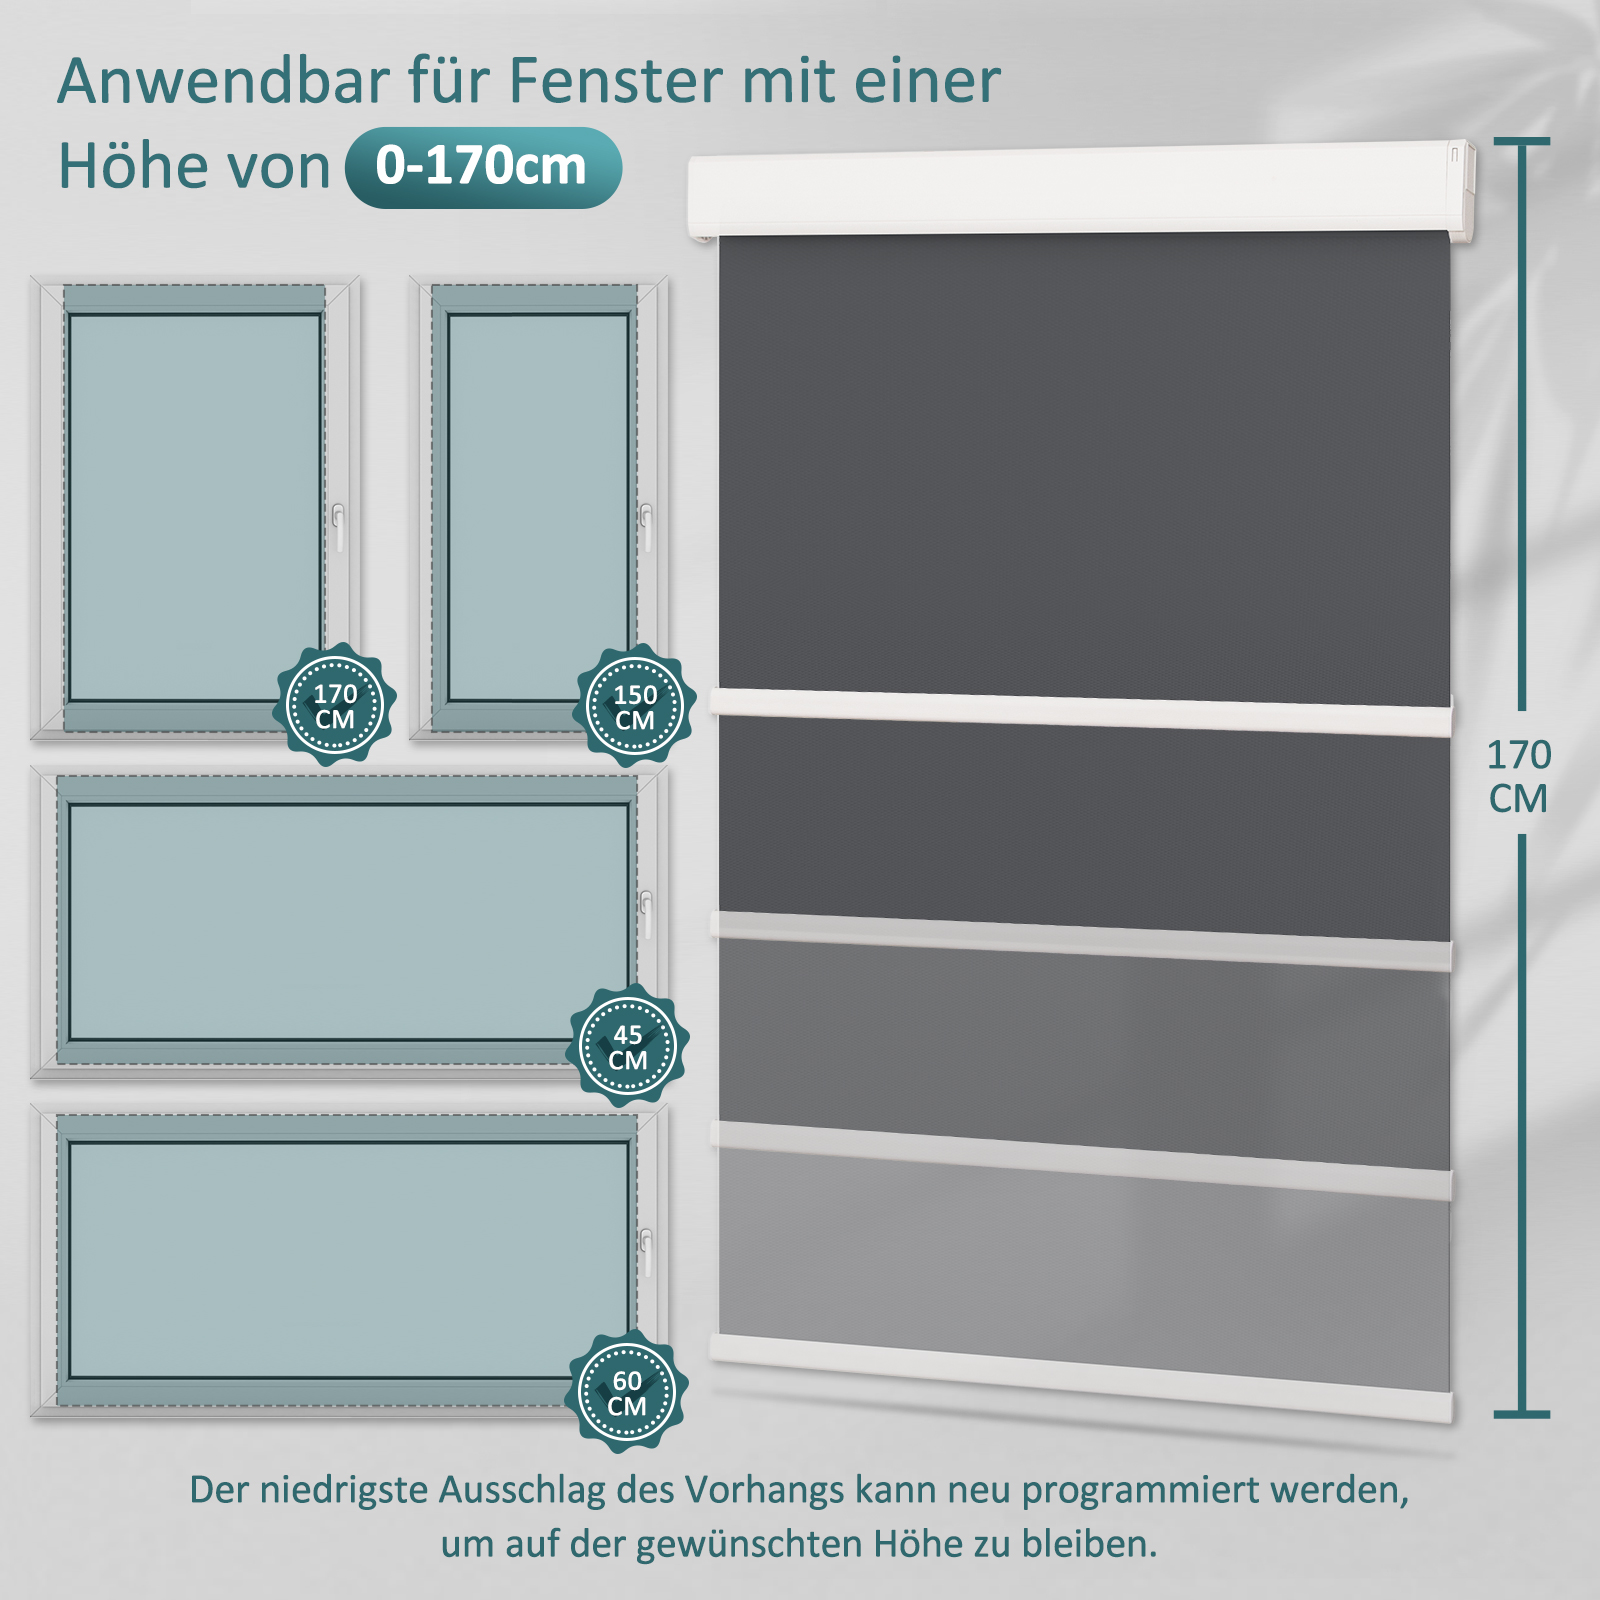 Anwendbar für Fenster mit einer
Höhe von 0-170cm
170
CM
150
CM
45
CM
60
CM
170
CM
Der niedrigste Ausschlag des Vorhangs kann neu programmiert werden,
um auf der gewünschten Höhe zu bleiben.